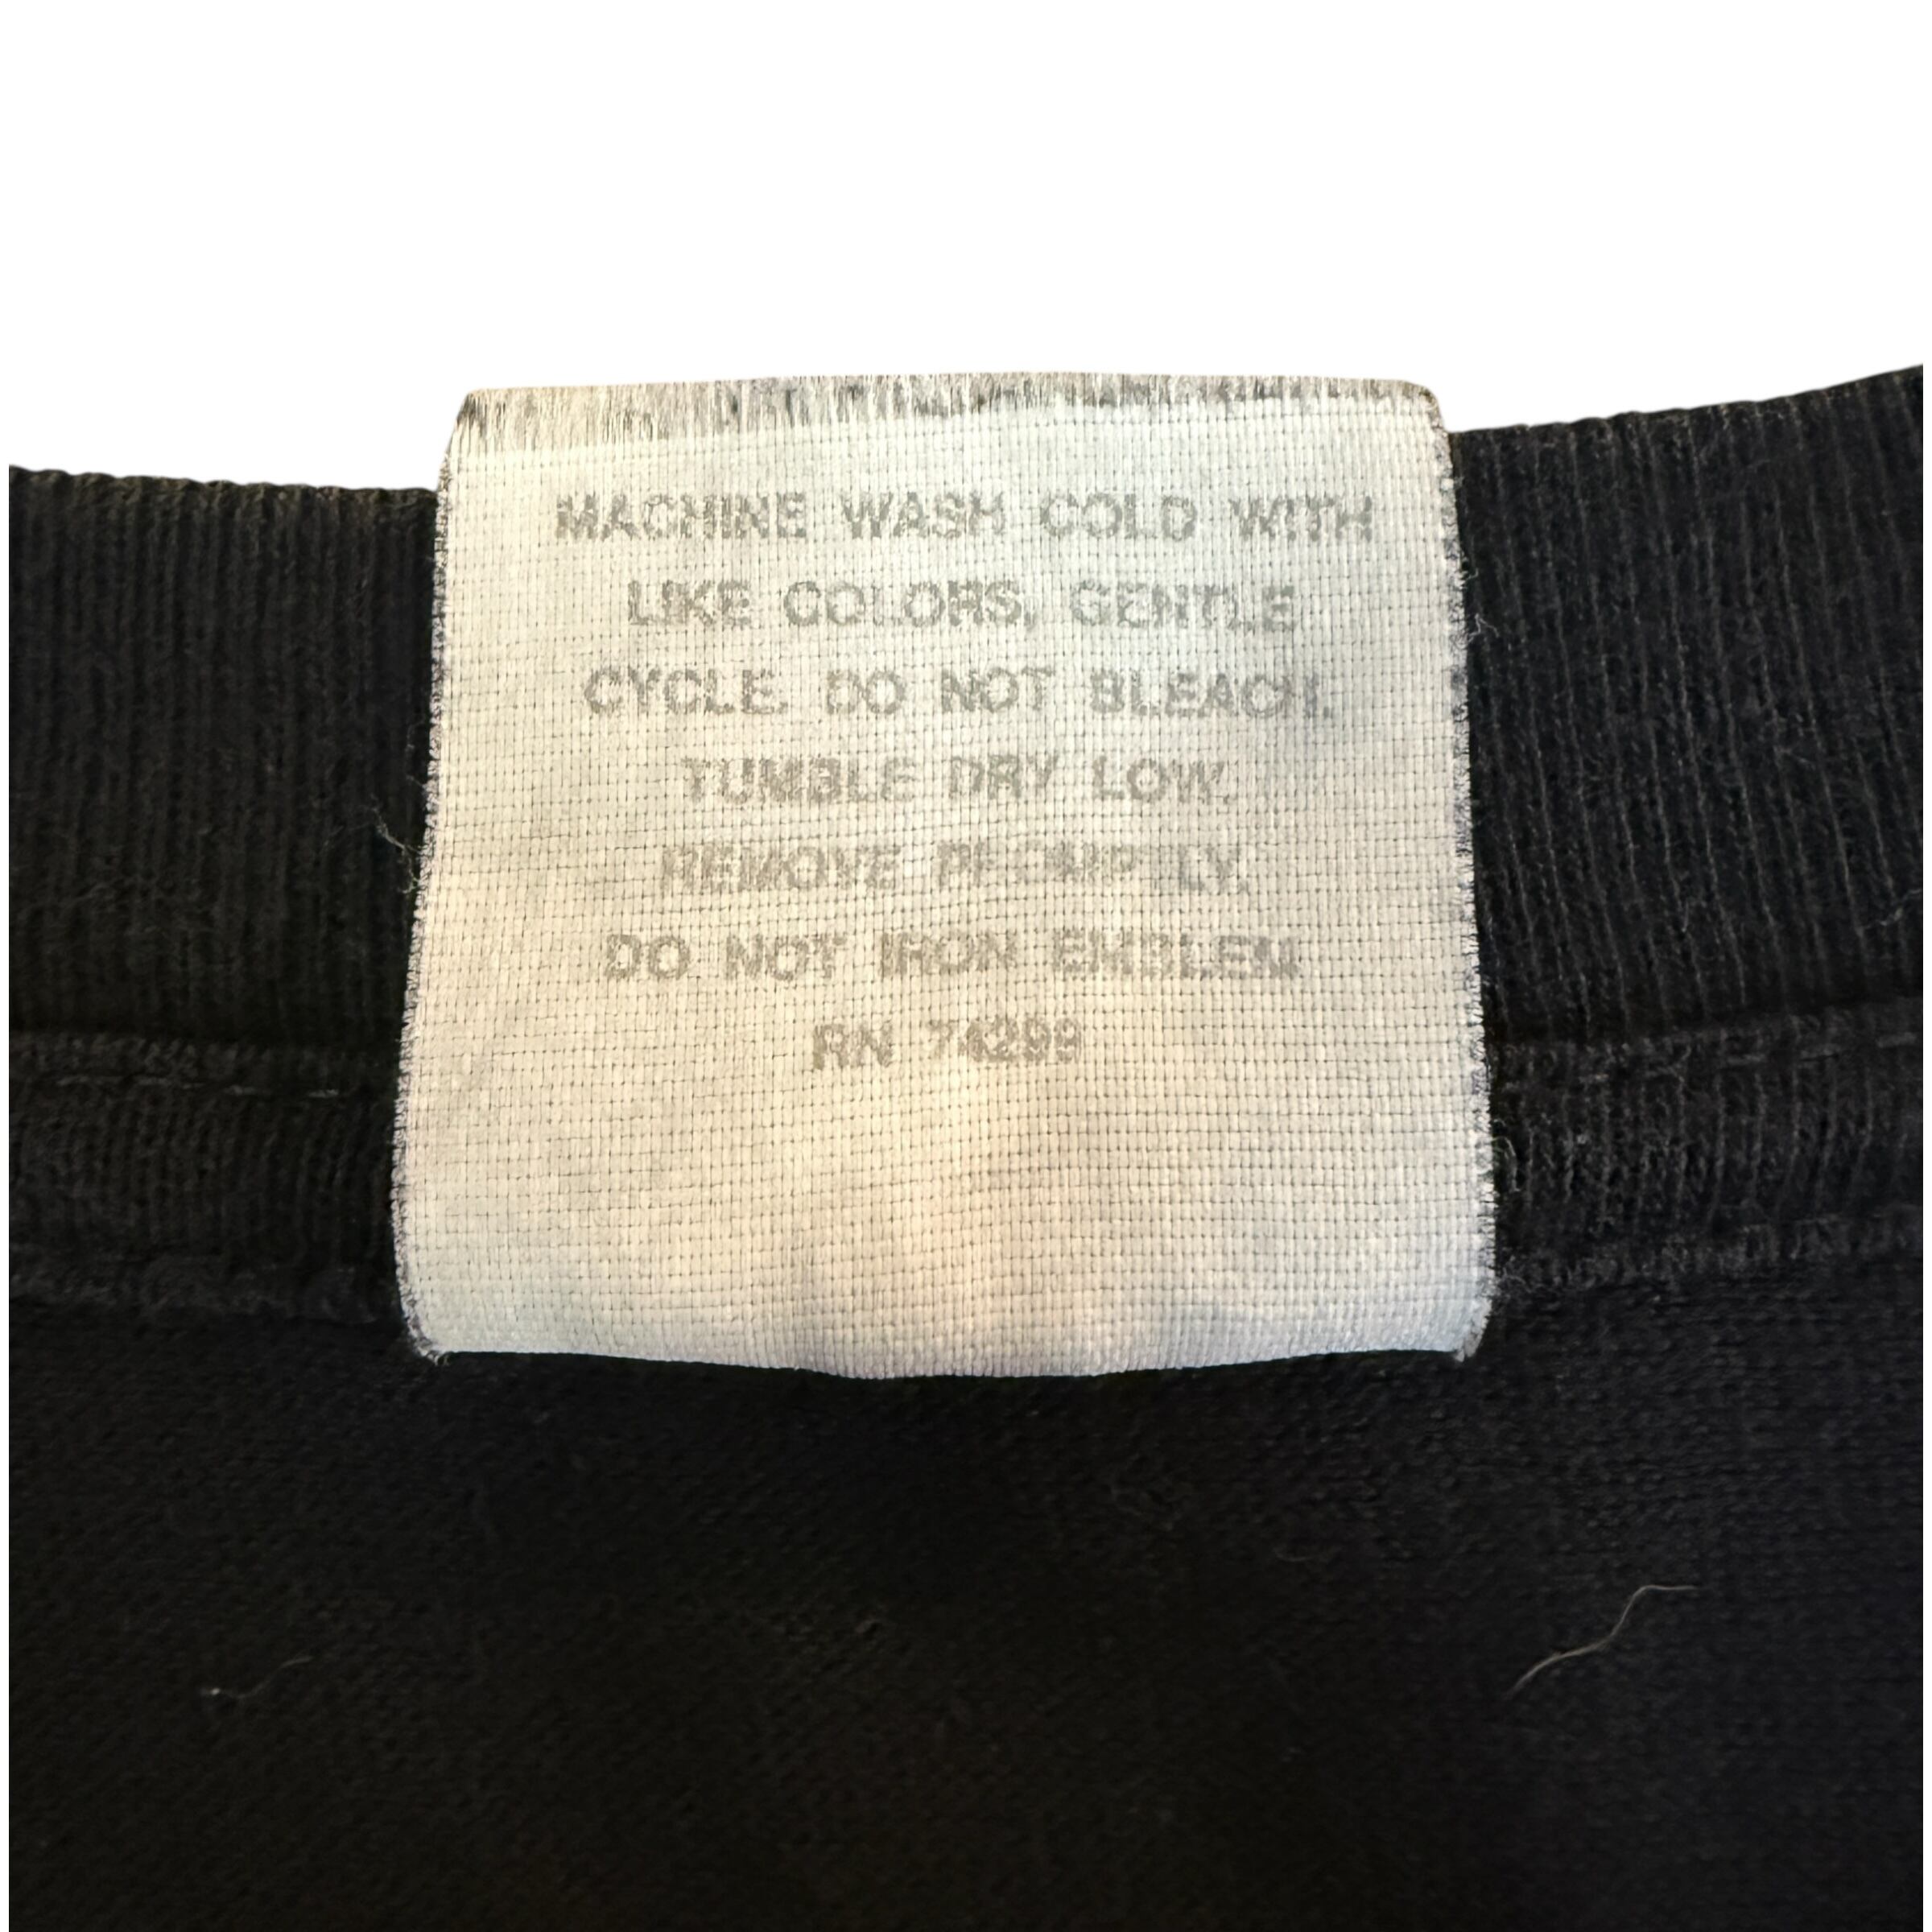 MACHINE WASH COLD WITH
LIKE COLORS, GENTLE
CYCLE. DO NOT BLEACH.
TUMBLE DRY LOW.
REMOVE PROMPTLY.
DO NOT IRON EMBLEM
RN 74299